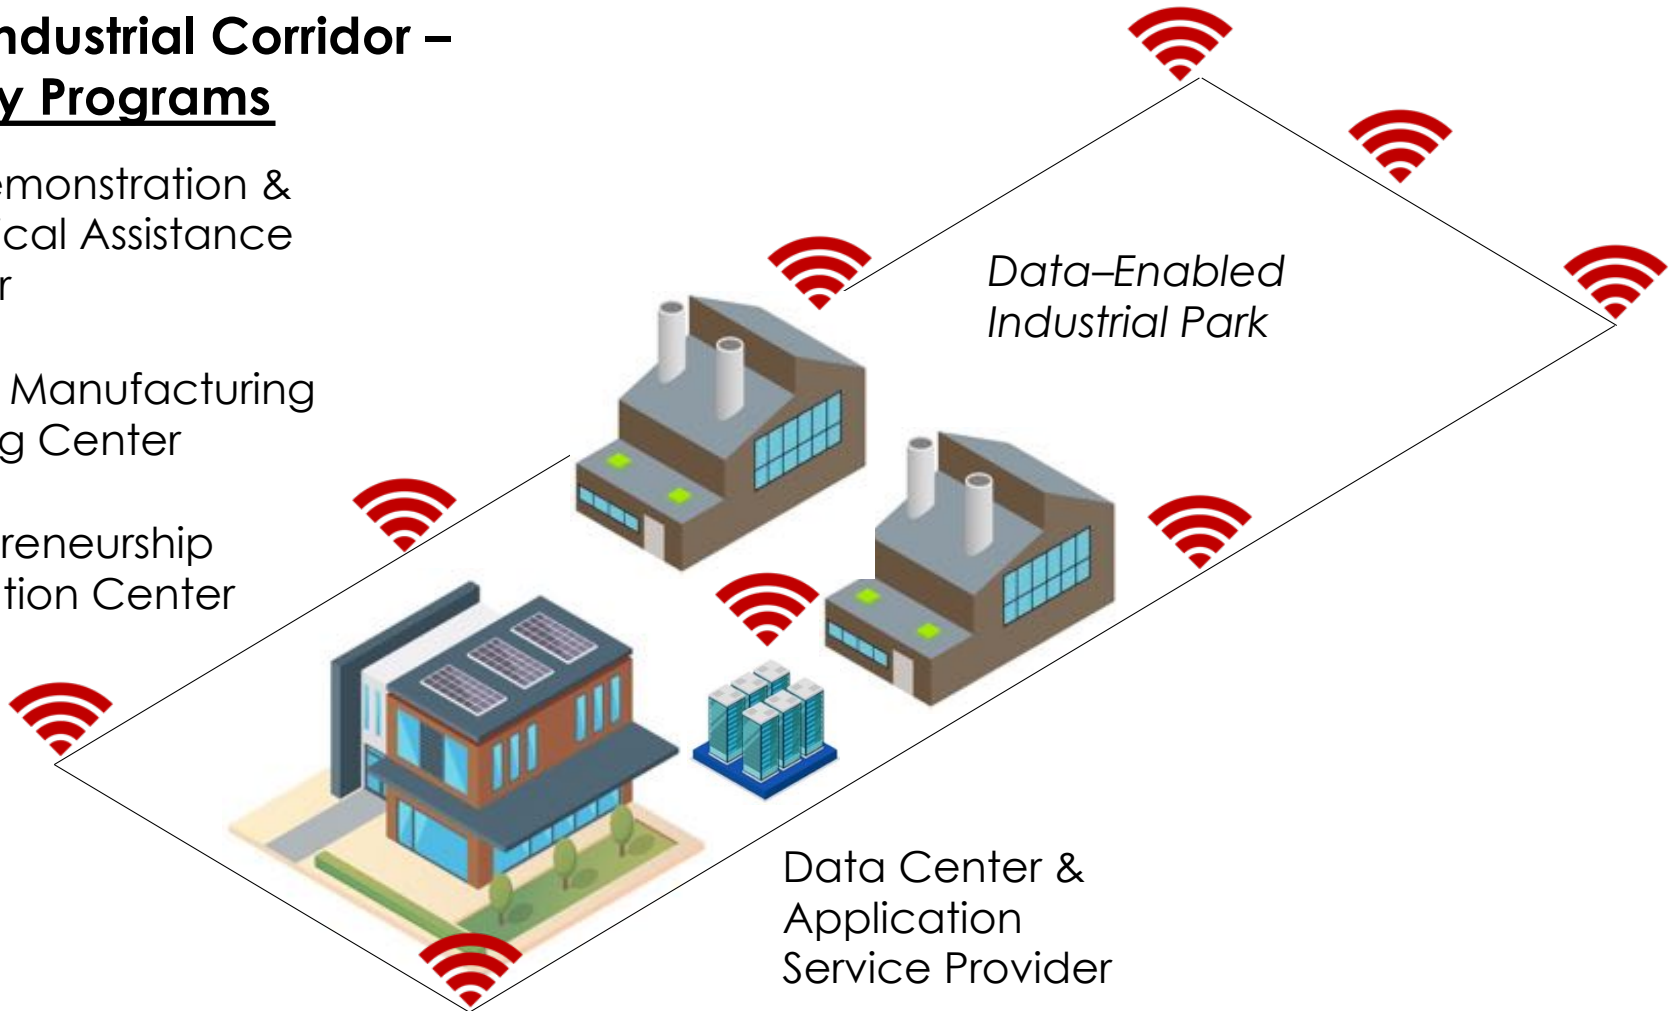 ndustrial Corridor –
y Programs
emonstration &
ical Assistance
r
Manufacturing
g Center
reneurship
tion Center
Data–Enabled
Industrial Park
Data Center &
Application
Service Provider